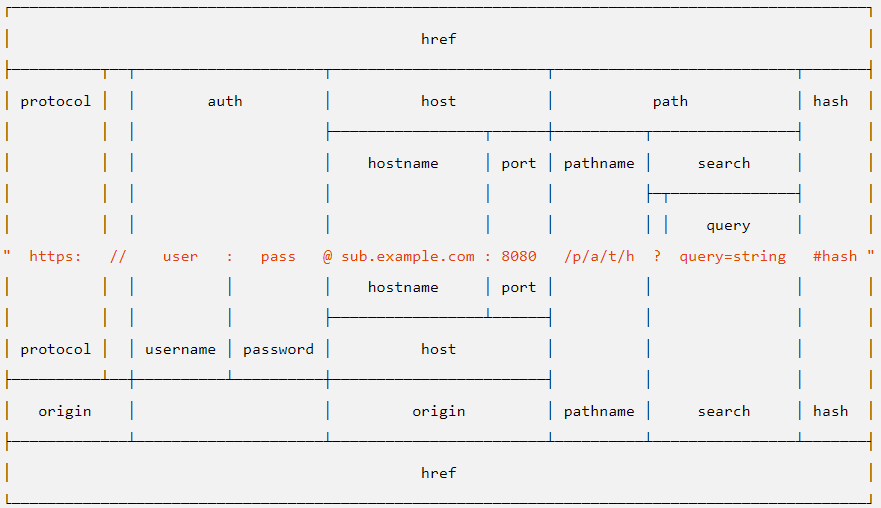 href
protocol auth host path hash
hostname port pathname search
query
" https: // user : pass @ sub.example.com : 8080 /p/a/t/h ? query=string #hash "
hostname port
protocol username password host
origin origin pathname search hash
href